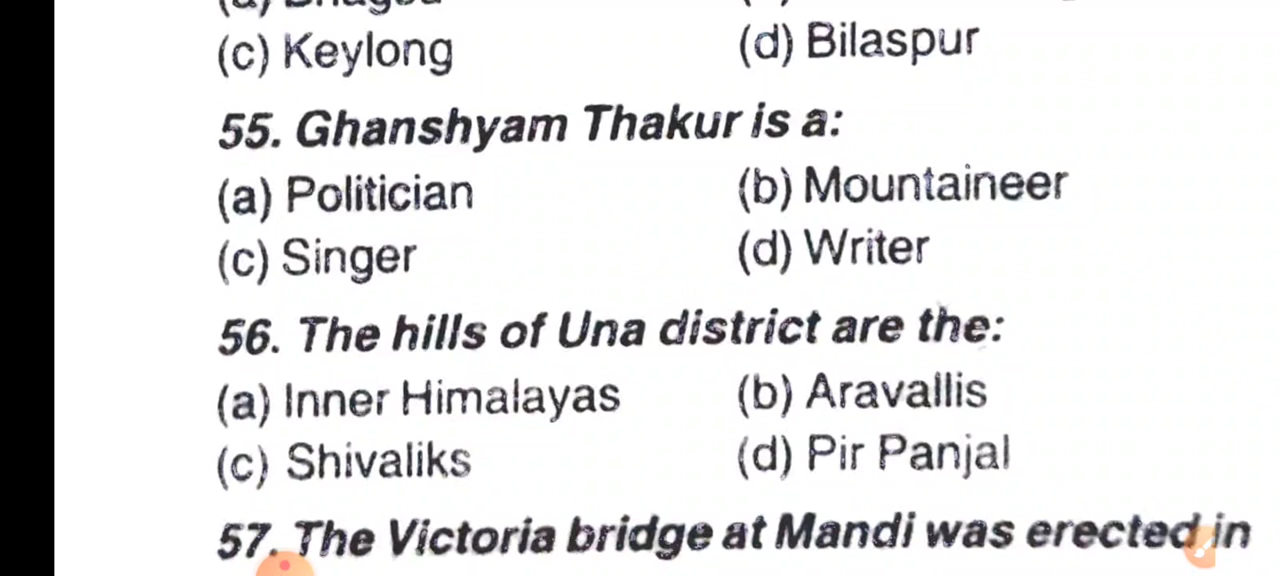 (c) Keylong (d) Bilaspur
55. Ghanshyam Thakur is a:
(a) Politician (b) Mountaineer
(c) Singer (d) Writer
56. The hills of Una district are the:
(a) Inner Himalayas (b) Aravallis
(c) Shivaliks (d) Pir Panjal
57. The Victoria bridge at Mandi was erected in